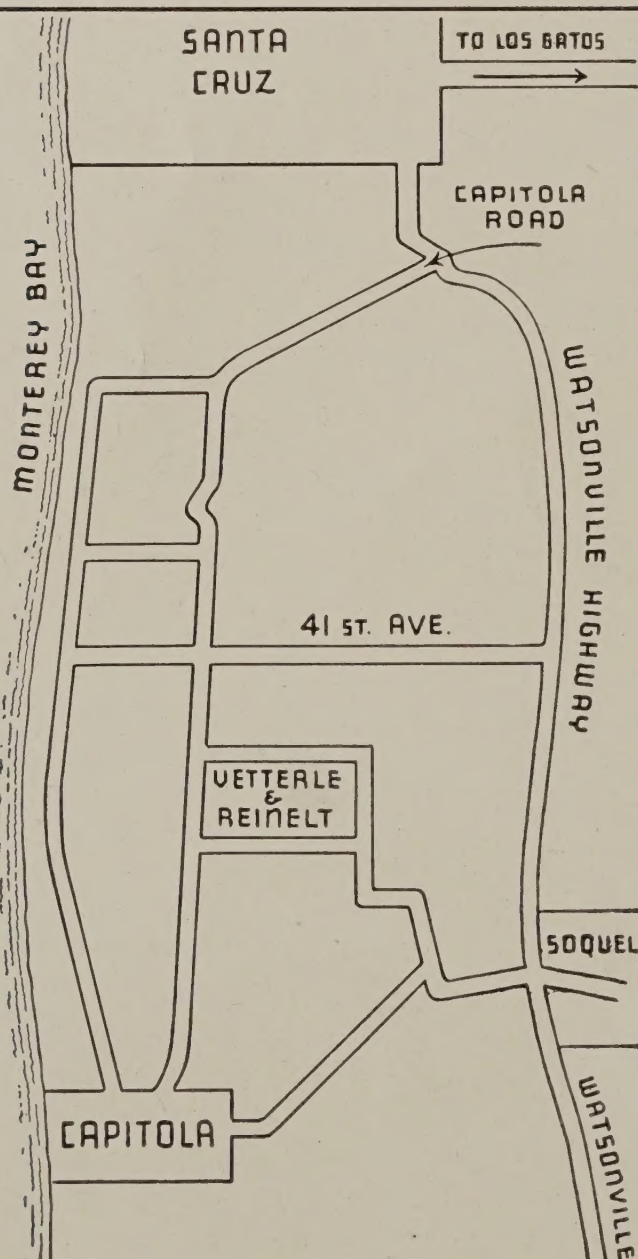 SANTA
CRUZ
TO LOS GATOS
CAPITOLA
ROAD
MONTEREY BAY
WATSONVILLE HIGHWAY
41 ST. AVE.
VETTERLE
&
REINELT
SOQUEL
CAPITOLA
WATSONVILLE